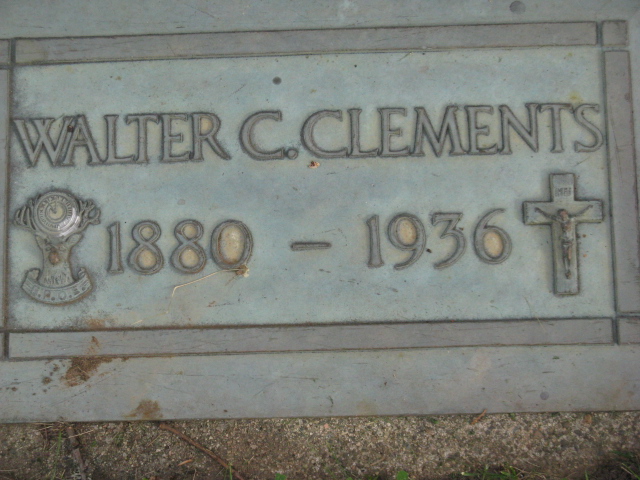 WALTER C. CLEMENTS
1880 – 1936